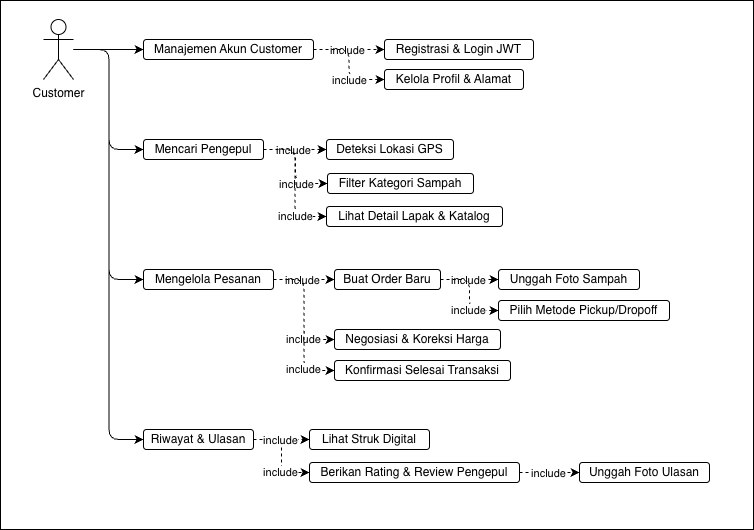 Customer
Manajemen Akun Customer
include
Registrasi & Login JWT
include
Kelola Profil & Alamat
Mencari Pengepul
include
Deteksi Lokasi GPS
include
Filter Kategori Sampah
include
Lihat Detail Lapak & Katalog
Mengelola Pesanan
include
Buat Order Baru
include
Unggah Foto Sampah
include
Pilih Metode Pickup/Dropoff
include
Negosiasi & Koreksi Harga
include
Konfirmasi Selesai Transaksi
Riwayat & Ulasan
include
Lihat Struk Digital
include
Berikan Rating & Review Pengepul
include
Unggah Foto Ulasan